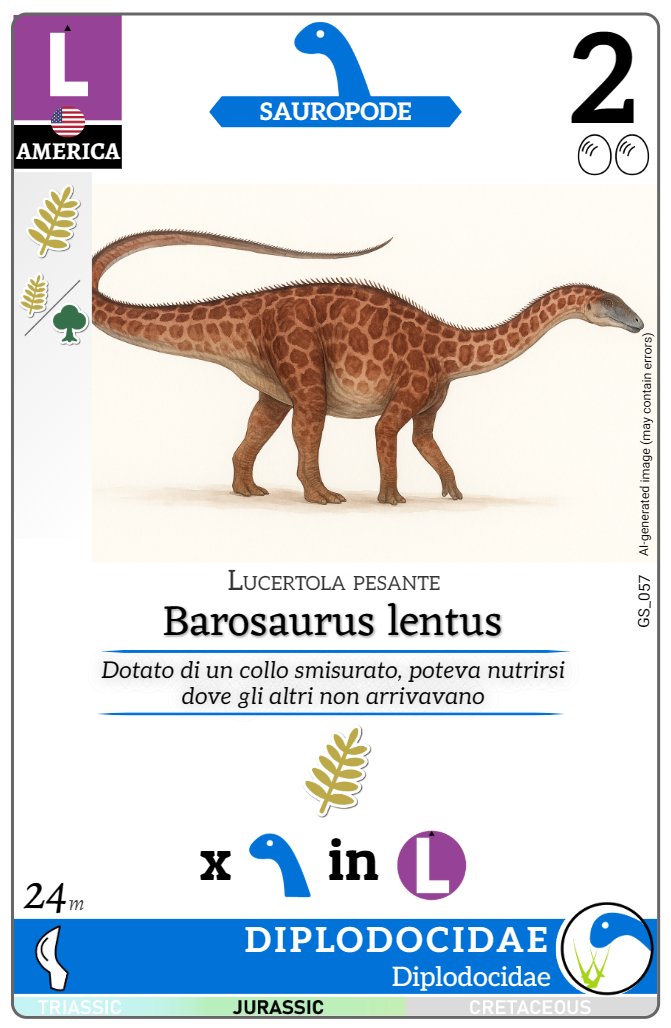 L
AMERICA
SAUROPODE
2
AI-generated image (may contain errors)
GS_057
Lucertola pesante
Barosaurus lentus
Dotato di un collo smisurato, poteva nutrirsi
dove gli altri non arrivavano
x in L
24m
DIPLODOCIDAE
Diplodocidae
TRIASSIC JURASSIC CRETACEOUS